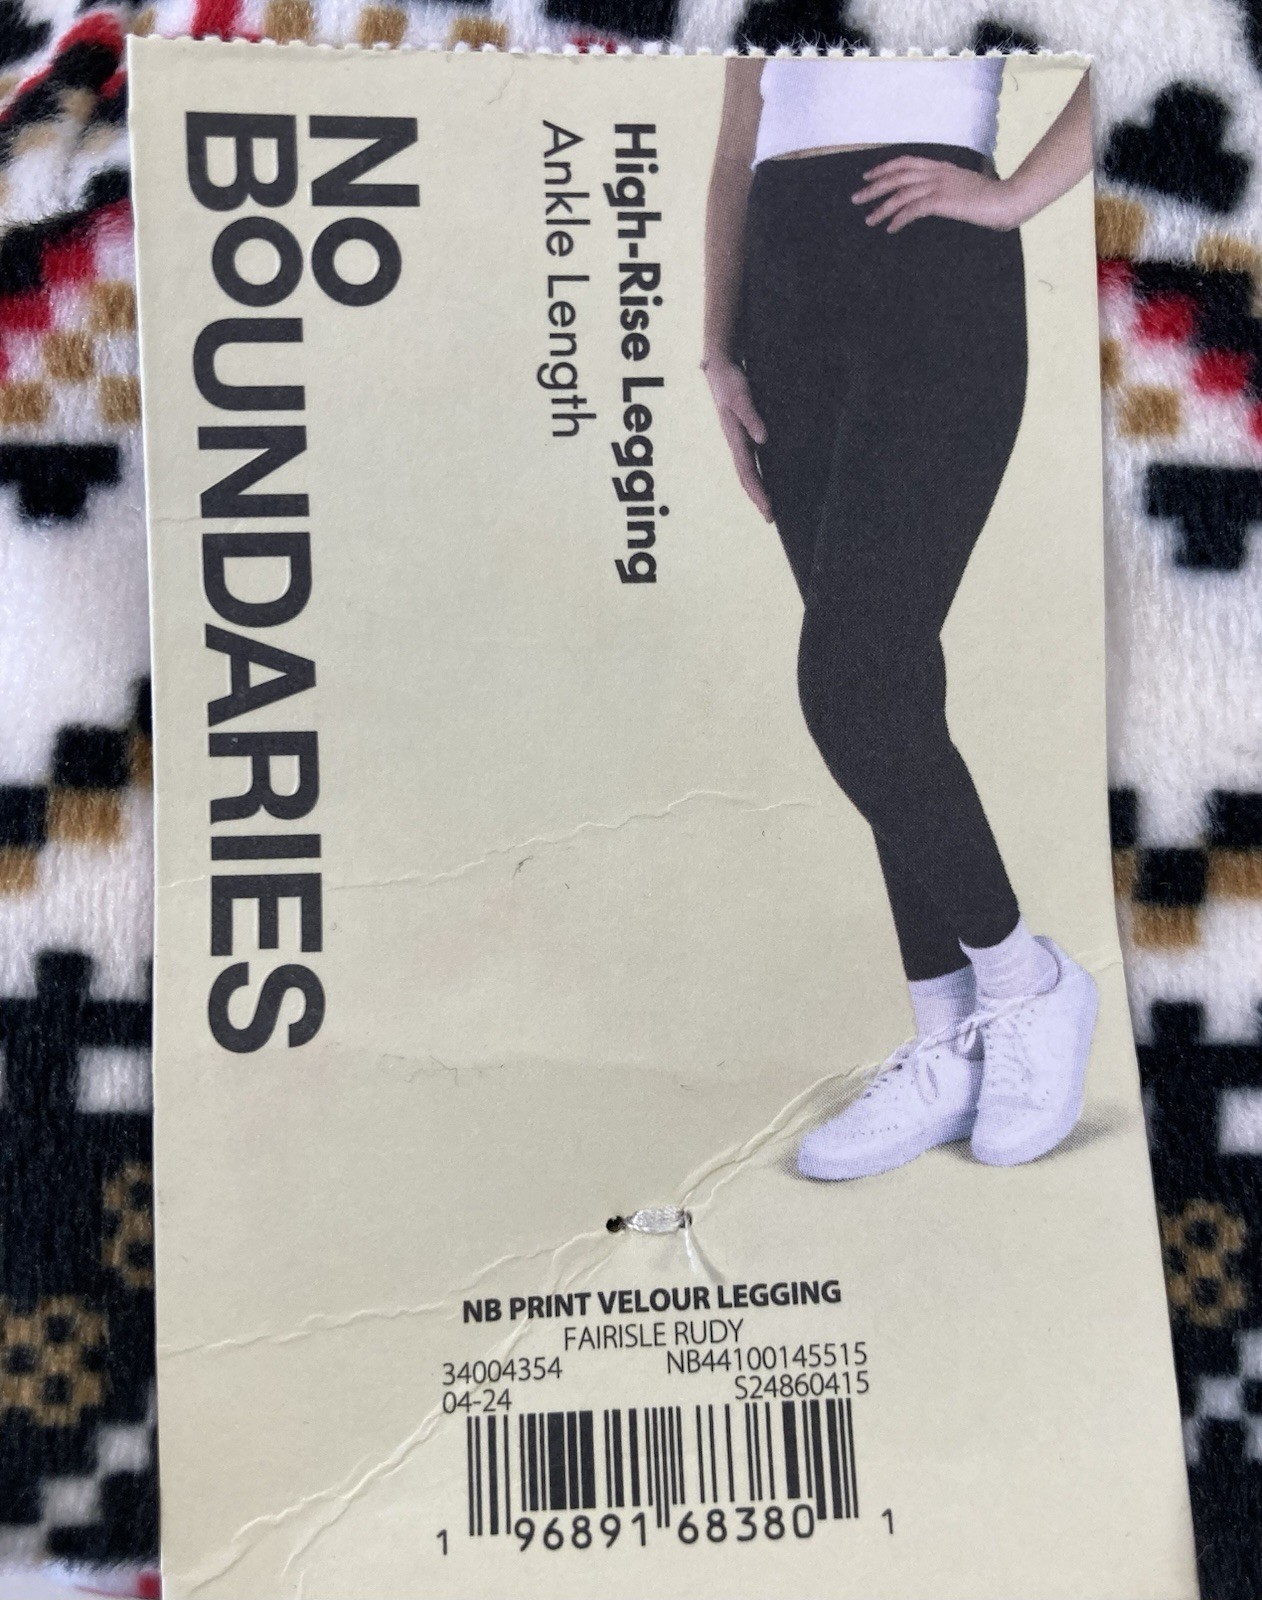 NO
BOUNDARIES
High-Rise Legging
Ankle Length
NB PRINT VELOUR LEGGING
FAIRISLE RUDY
34004354 NB44100145515
04-24 S24860415
1 96891 68380 1